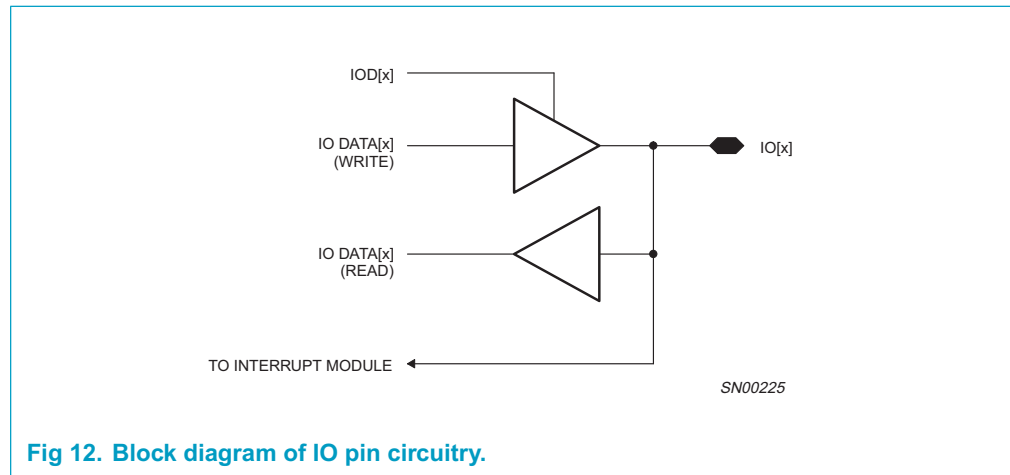 IOD[x]
IO DATA[x]
(WRITE)
IO[x]
IO DATA[x]
(READ)
TO INTERRUPT MODULE
SN00225
Fig 12. Block diagram of IO pin circuitry.